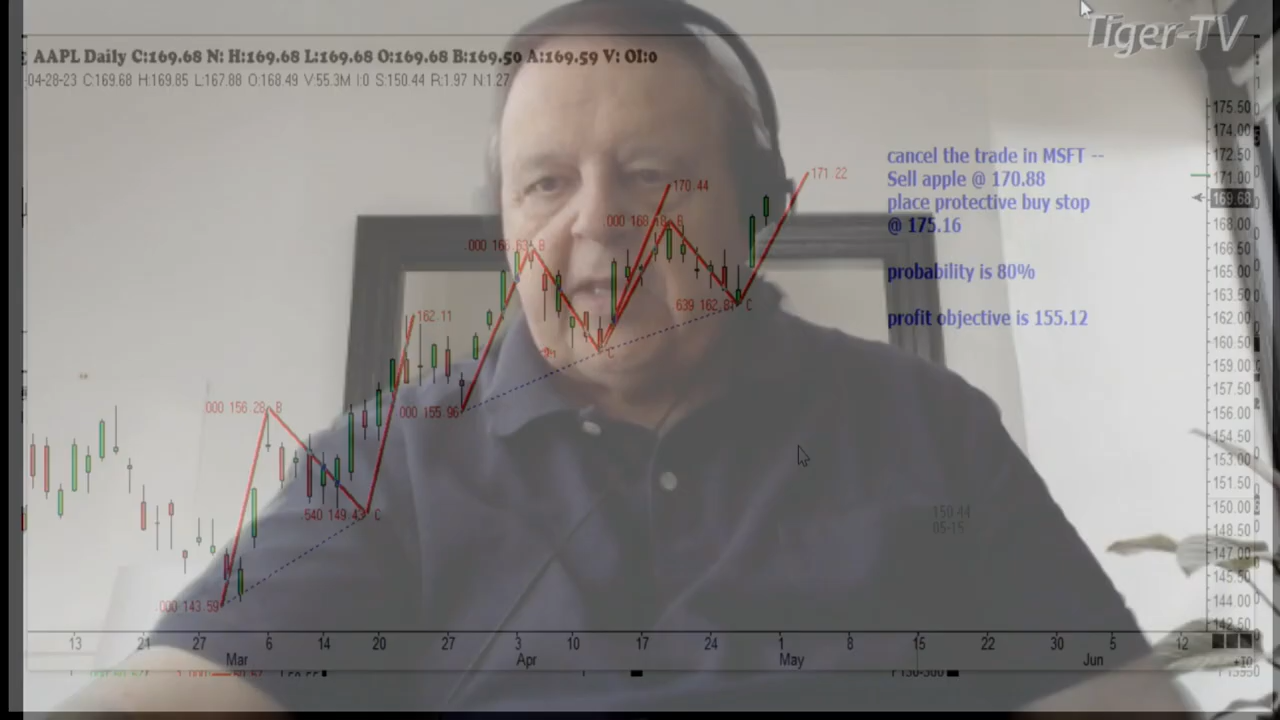 Tiger-TV
AAPL Daily C:169.68 N: H:169.68 L:169.68 O:169.68 B:169.50 A:169.59 V: OI:0
04-28-23 C:169.68 H:169.85 L:167.88 O:168.49 V:55.3M I:0 S:150.44 R:1.97 N:1.27
175.50
174.00
172.50
171.00
169.68
168.00
166.50
165.00
163.50
162.00
160.50
159.00
157.50
156.00
154.50
153.00
151.50
150.00
148.50
147.00
145.50
144.00
142.50
cancel the trade in MSFT --
Sell apple @ 170.88
place protective buy stop
@ 175.16
probability is 80%
profit objective is 155.12
171.22
170.44
B
B
639 162.8 C
162.11
C
.000 155.96
000 156.28 B
.540 149.43 C
.000 143.59
150.44
05-15
13 21 27 6 14 20 27 3 10 17 24 1 8 15 22 30 5 12
Mar Apr May Jun